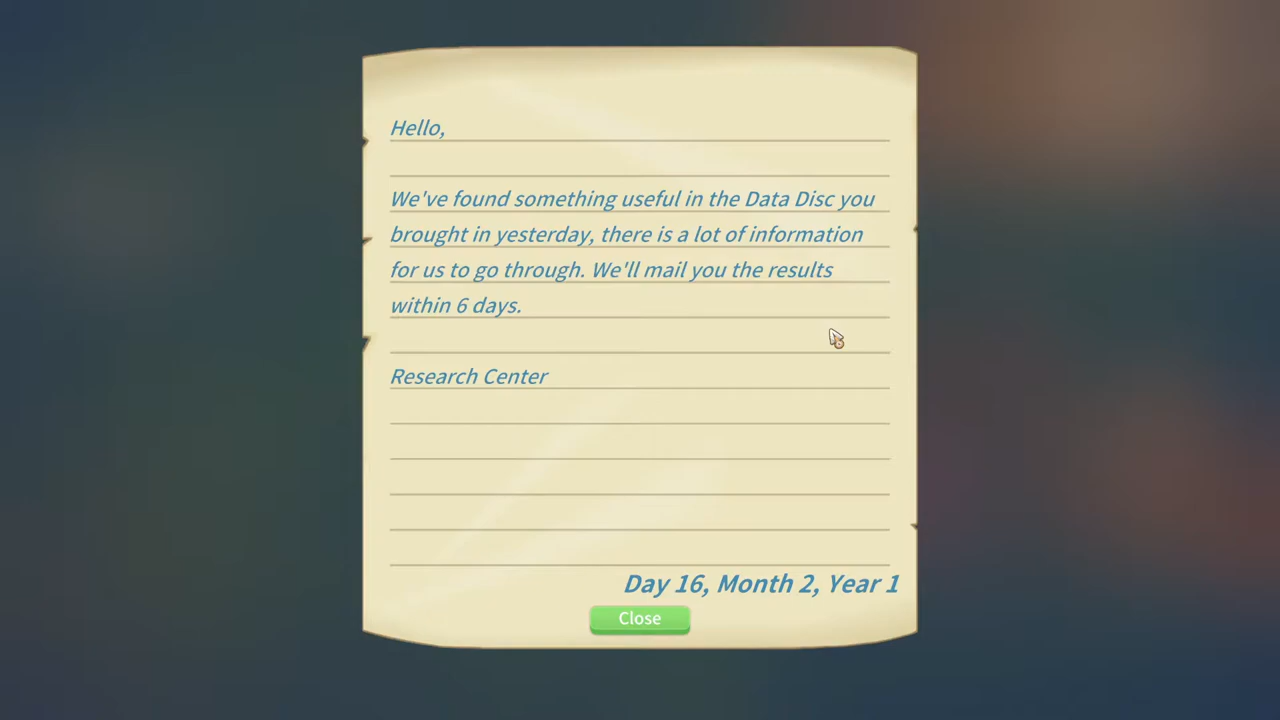 Hello,
We've found something useful in the Data Disc you
brought in yesterday, there is a lot of information
for us to go through. We'll mail you the results
within 6 days.
Research Center
Day 16, Month 2, Year 1
Close